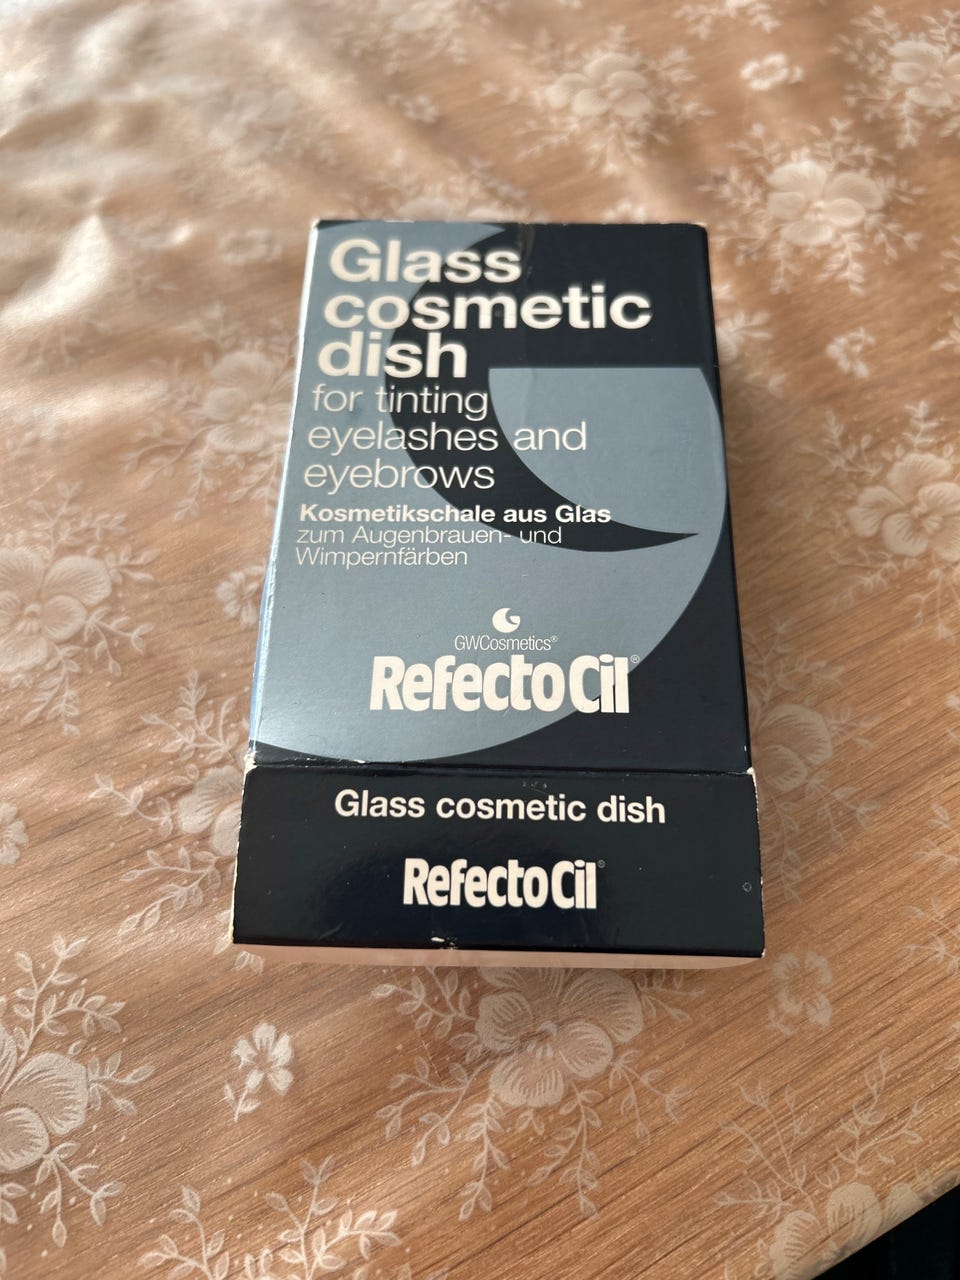 Glass
cosmetic
dish
for tinting
eyelashes and
eyebrows
Kosmetikschale aus Glas
zum Augenbrauen- und
Wimpernfärben
GWCosmetics®
RefectoCil®
Glass cosmetic dish
RefectoCil®